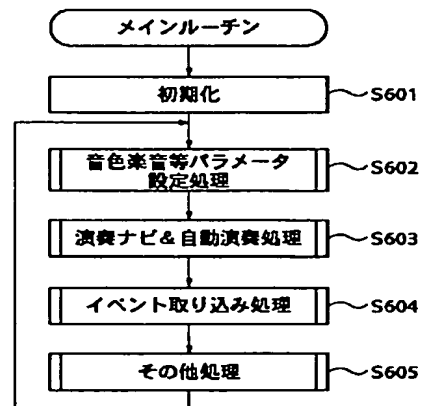 メインルーチン
初期化 S601
音色楽音等パラメータ
設定処理 S602
演奏ナビ&自動演奏処理 S603
イベント取り込み処理 S604
その他処理 S605